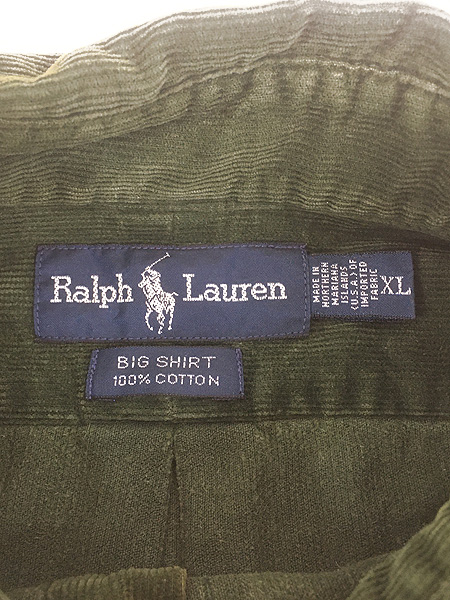 Ralph Lauren
MADE IN
NORTHERN
MARIANA
ISLANDS
(U.S.A.) OF
IMPORTED
FABRIC
XL
BIG SHIRT
100% COTTON